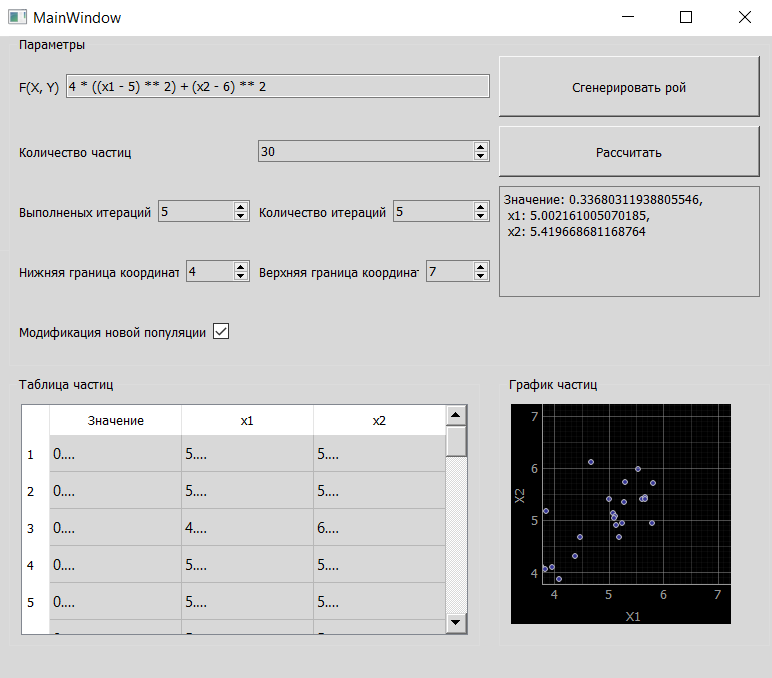 MainWindow
Параметры
F(X, Y) 4 * ((x1 - 5) ** 2) + (x2 - 6) ** 2
Сгенерировать рой
Количество частиц 30
Рассчитать
Выполненых итераций 5 Количество итераций 5
Значение: 0.33680311938805546,
x1: 5.002161005070185,
x2: 5.419668681168764
Нижняя граница координат 4 Верхняя граница координат 7
Модификация новой популяции
Таблица частиц
Значение x1 x2
1 0.... 5.... 5....
2 0.... 5.... 5....
3 0.... 4.... 6....
4 0.... 5.... 5....
5 0.... 5.... 5....
График частиц
7
6
5
4
X2
4 5 6 7
X1